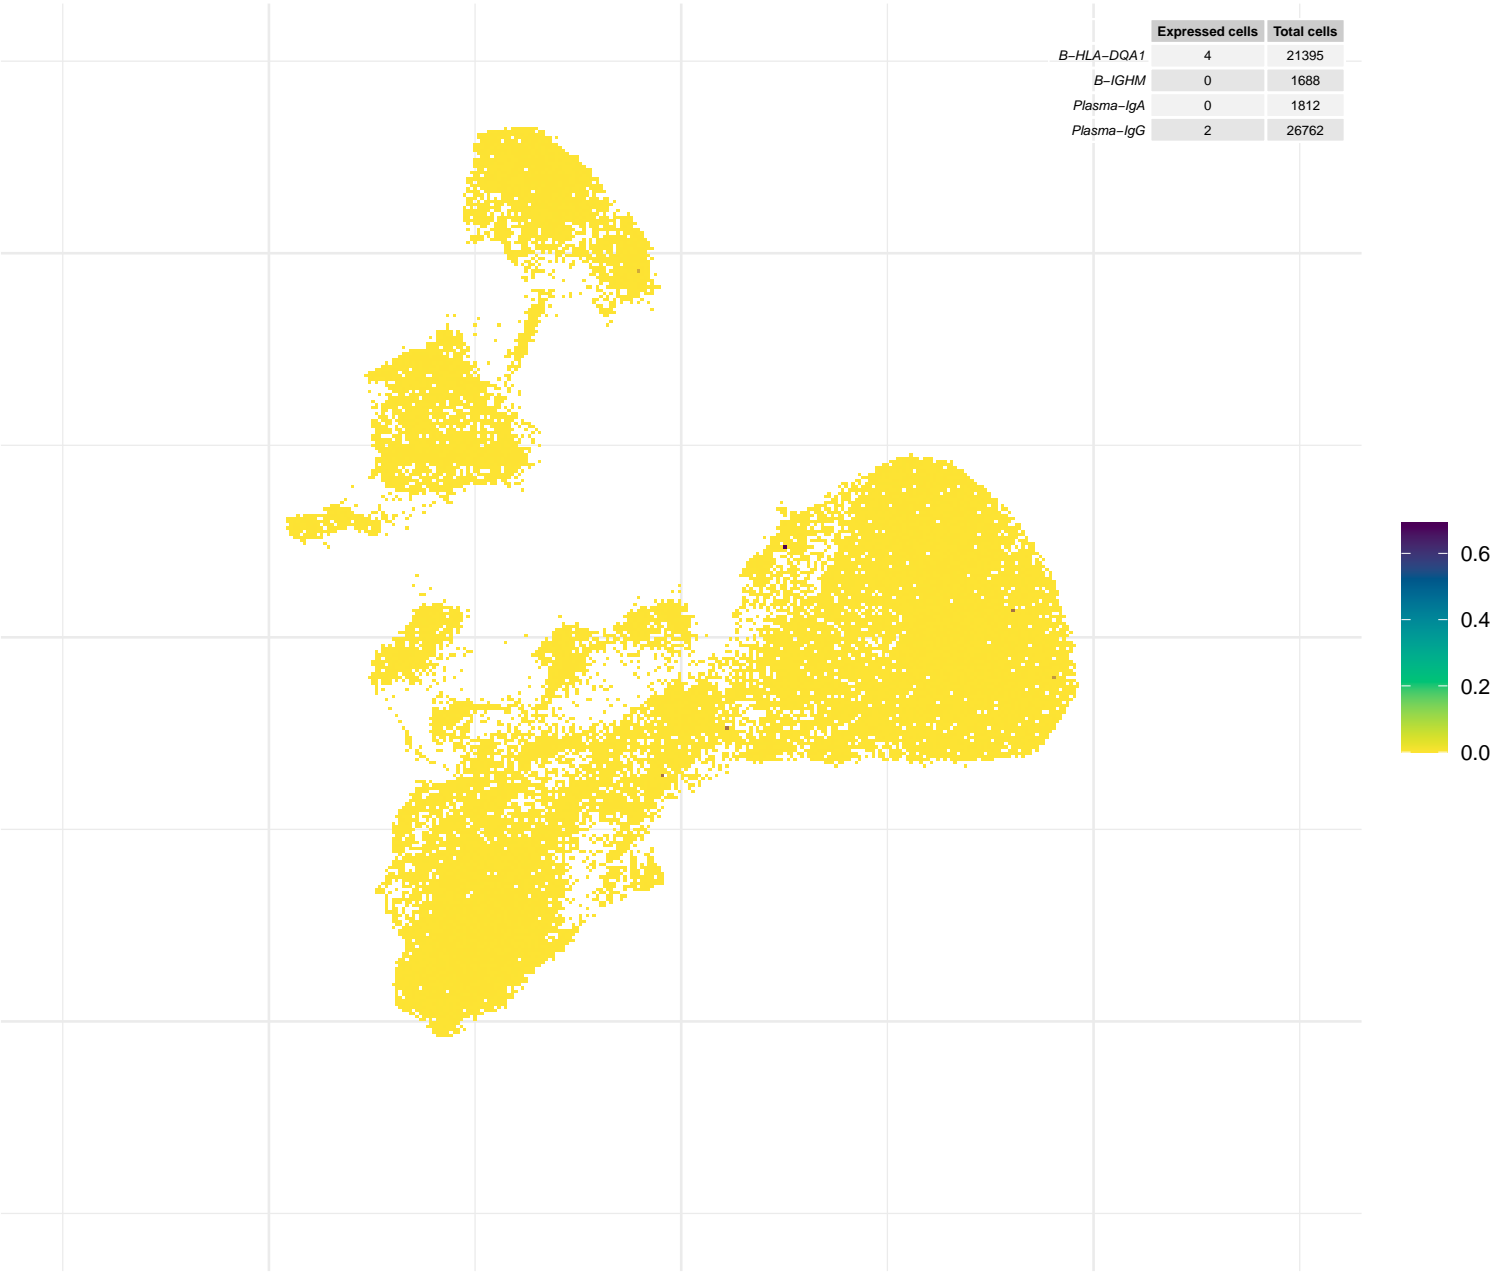 Expressed cells Total cells
B−HLA−DQA1 4 21395
B−IGHM 0 1688
Plasma−IgA 0 1812
Plasma−IgG 2 26762
0.6
0.4
0.2
0.0